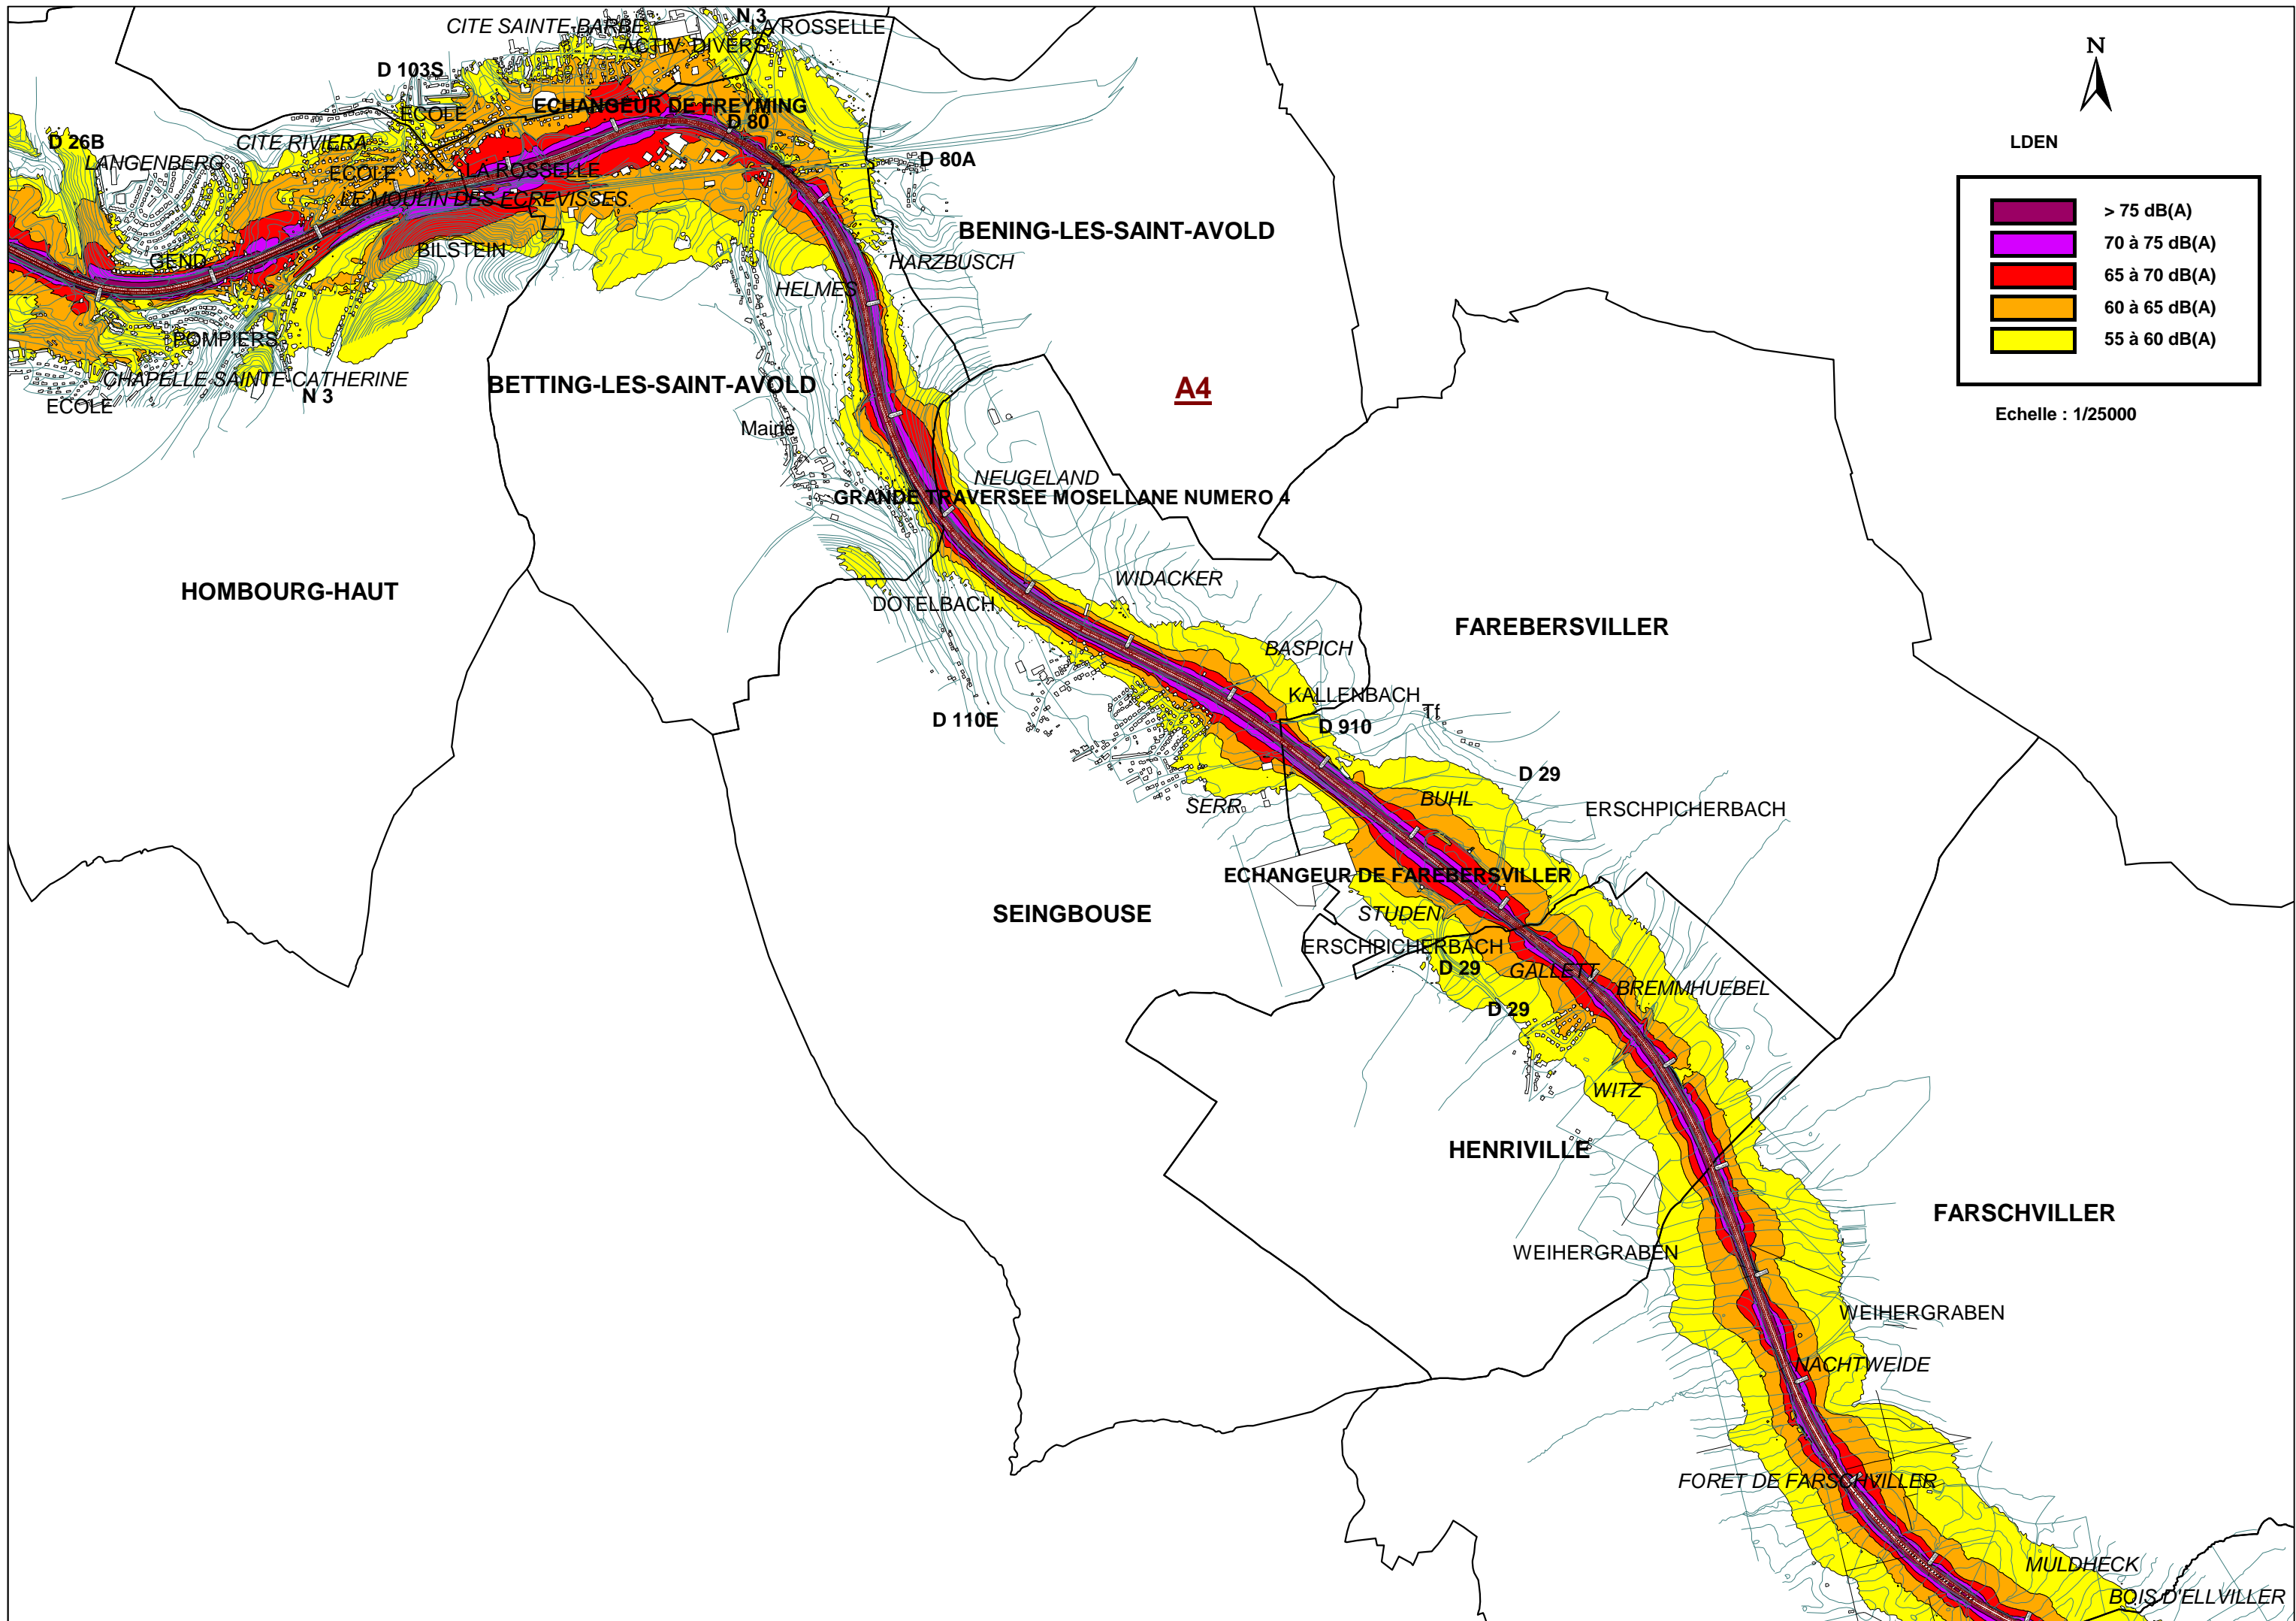 N 3
CITE SAINTE-BARBE
LA ROSSELLE
ACTIV. DIVERS
N
D 103S
ECHANGEUR DE FREYMING
ECOLE
D 80
LDEN
D 26B
CITE RIVIERA
LANGENBERG
D 80A
ECOLE
LA ROSSELLE
LE MOULIN DES ECREVISSES
> 75 dB(A)
70 à 75 dB(A)
65 à 70 dB(A)
60 à 65 dB(A)
55 à 60 dB(A)
BENING-LES-SAINT-AVOLD
BILSTEIN
GEND
HARZBUSCH
HELMES
POMPIERS
CHAPELLE SAINTE-CATHERINE
BETTING-LES-SAINT-AVOLD
A4
N 3
ECOLE
Echelle : 1/25000
Mairie
NEUGELAND
GRANDE TRAVERSEE MOSELLANE NUMERO 4
WIDACKER
HOMBOURG-HAUT
DOTELBACH
FAREBERSVILLER
BASPICH
KALLENBACH
Tf
D 110E
D 910
D 29
BUHL
SERR
ERSCHPICHERBACH
ECHANGEUR DE FAREBERSVILLER
SEINGBOUSE
STUDEN
ERSCHPICHERBACH
D 29
GALLETT
BREMMHUEBEL
D 29
WITZ
HENRIVILLE
FARSCHVILLER
WEIHERGRABEN
WEIHERGRABEN
NACHTWEIDE
FORET DE FARSCHVILLER
MULDHECK
BOIS D'ELLVILLER